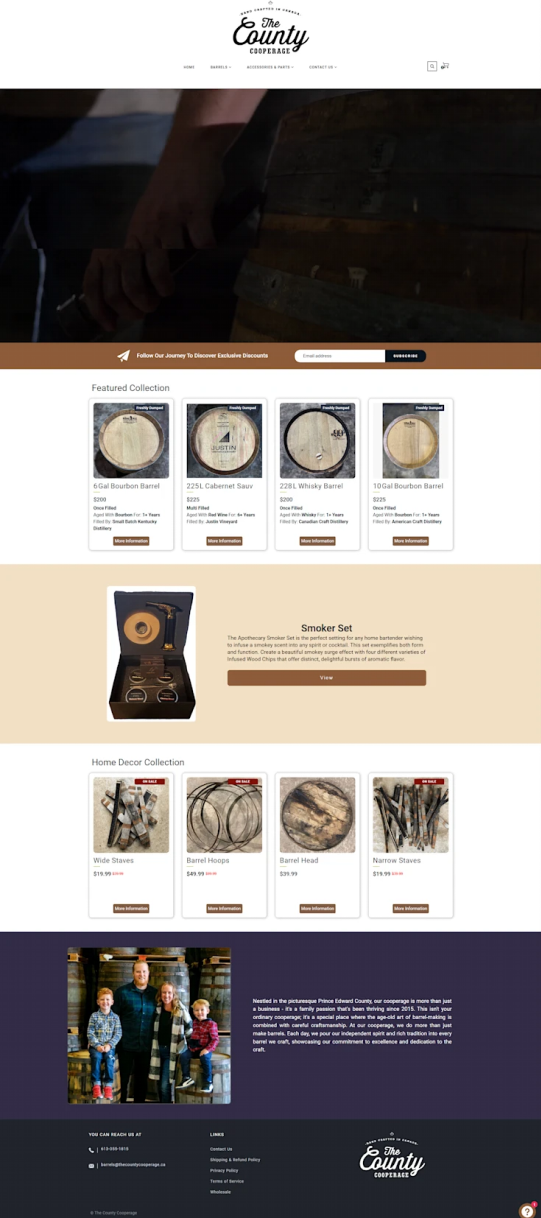 HAND CRAFTED IN CANADA
The
County
COOPERAGE
HOME
BARRELS
ACCESSORIES & PARTS
CONTACT US
Follow Our Journey To Discover Exclusive Discounts
Email address
SUBSCRIBE
Featured Collection
Freshly Dumped
Freshly Dumped
Freshly Dumped
Freshly Dumped
JUSTIN
6Gal Bourbon Barrel
$200
Once Filled
Aged With Bourbon For: 1+ Years
Filled By: Small Batch Kentucky
Distillery
More Information
225L Cabernet Sauv
$225
Multi Filled
Aged With Red Wine For: 6+ Years
Filled By: Justin Vineyard
More Information
228L Whisky Barrel
$200
Once Filled
Aged With Whisky For: 1+ Years
Filled By: Canadian Craft Distillery
More Information
10Gal Bourbon Barrel
$225
Once Filled
Aged With Bourbon For: 1+ Years
Filled By: American Craft Distillery
More Information
Smoker Set
The Apothecary Smoker Set is the perfect setting for any home bartender wishing
to infuse a smokey scent into any spirit or cocktail. This set exemplifies both form
and function. Create a beautiful smokey surge effect with four different varieties of
Infused Wood Chips that offer distinct, delightful bursts of aromatic flavor.
View
Home Decor Collection
ON SALE
ON SALE
ON SALE
Wide Staves
$19.99
More Information
Barrel Hoops
$49.99
More Information
Barrel Head
$39.99
More Information
Narrow Staves
$19.99
More Information
Nestled in the picturesque Prince Edward County, our cooperage is more than just
a business - it's a family passion that's been thriving since 2015. This isn't your
ordinary cooperage; it's a special place where the age-old art of barrel-making is
combined with careful craftsmanship. At our cooperage, we do more than just
make barrels. Each day, we pour our independent spirit and rich tradition into every
barrel we craft, showcasing our commitment to excellence and dedication to the
craft.
YOU CAN REACH US AT
barrels@thecountycooperage.ca
LINKS
Contact Us
Shipping & Refund Policy
Privacy Policy
Terms of Service
Wholesale
HAND CRAFTED IN CANADA
The
County
COOPERAGE
© The County Cooperage